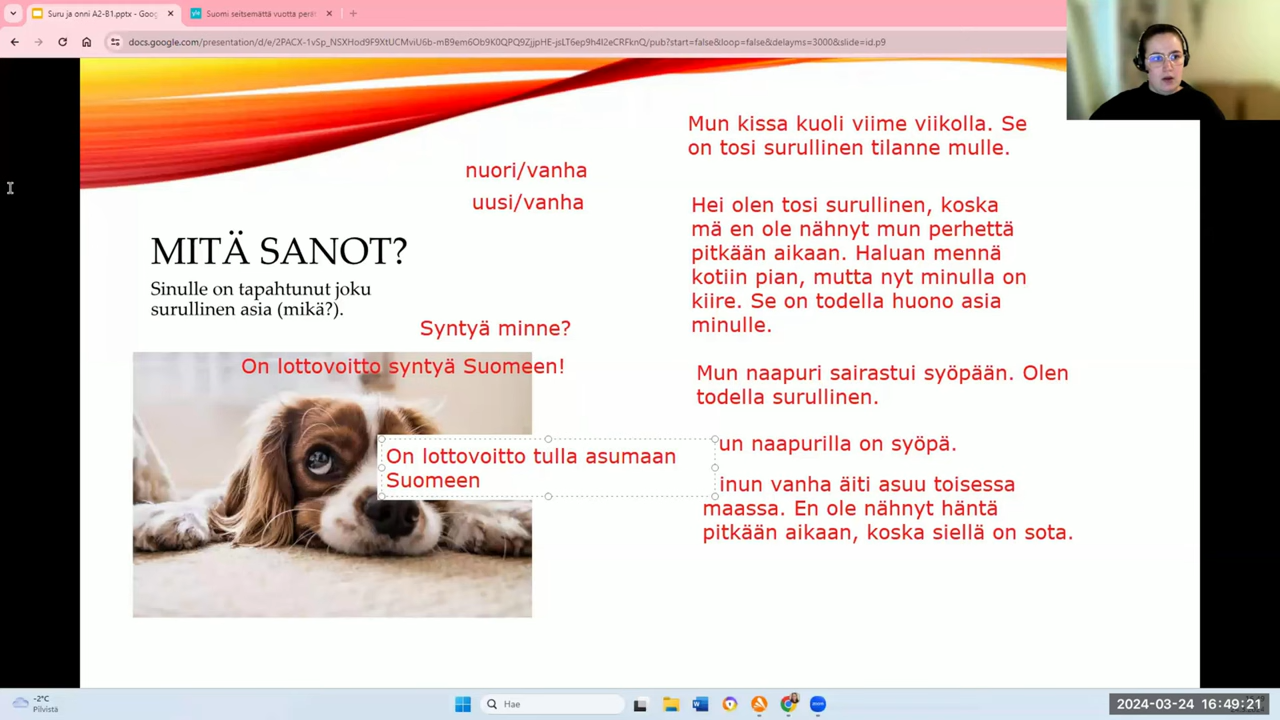 Suru ja onni A2-B1.pptx - Goog
Suomi seitsemättä vuotta perät
docs.google.com/presentation/d/e/2PACX-1vSp_NSXHod9F9XtUCMviU6b-mB9em6Ob9K0QPQ9ZjjpHE-jsLT6ep9h4I2eCRFknQ/pub?start=false&loop=false&delayms=3000&slide=id.p9
Mun kissa kuoli viime viikolla. Se
on tosi surullinen tilanne mulle.
nuori/vanha
uusi/vanha
Hei olen tosi surullinen, koska
mä en ole nähnyt mun perhettä
pitkään aikaan. Haluan mennä
kotiin pian, mutta nyt minulla on
kiire. Se on todella huono asia
minulle.
MITÄ SANOT?
Sinulle on tapahtunut joku
surullinen asia (mikä?).
Syntyä minne?
On lottovoitto syntyä Suomeen!
Mun naapuri sairastui syöpään. Olen
todella surullinen.
un naapurilla on syöpä.
On lottovoitto tulla asumaan
Suomeen
inun vanha äiti asuu toisessa
maassa. En ole nähnyt häntä
pitkään aikaan, koska siellä on sota.
-2°C
Pilvistä
Hae
2024-03-24 16:49:21